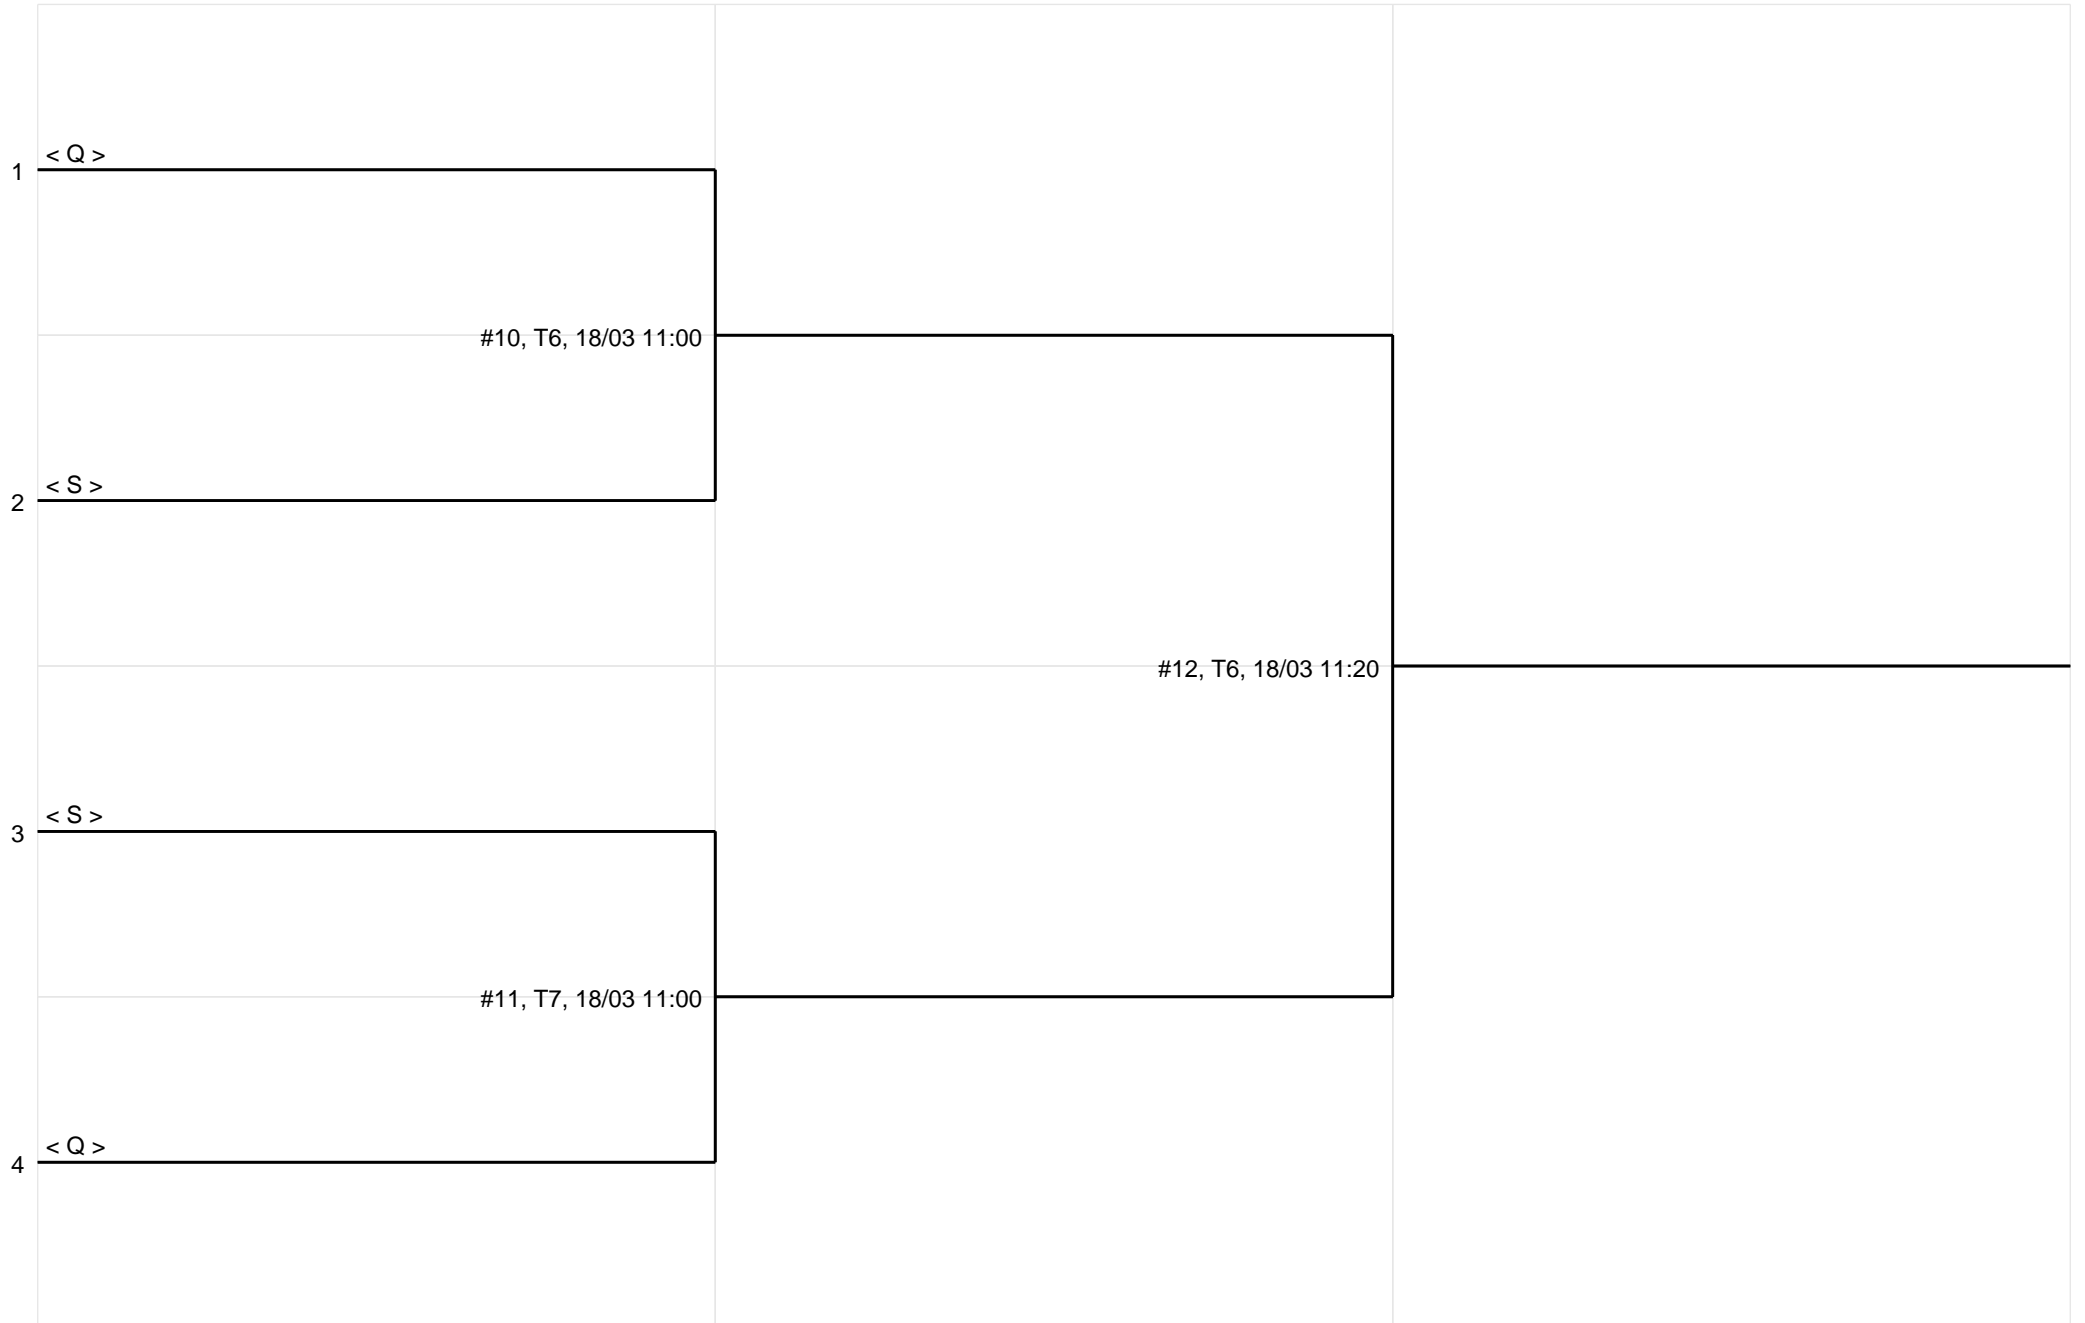 < Q >
1
#10, T6, 18/03 11:00
< S >
2
#12, T6, 18/03 11:20
< S >
3
#11, T7, 18/03 11:00
< Q >
4